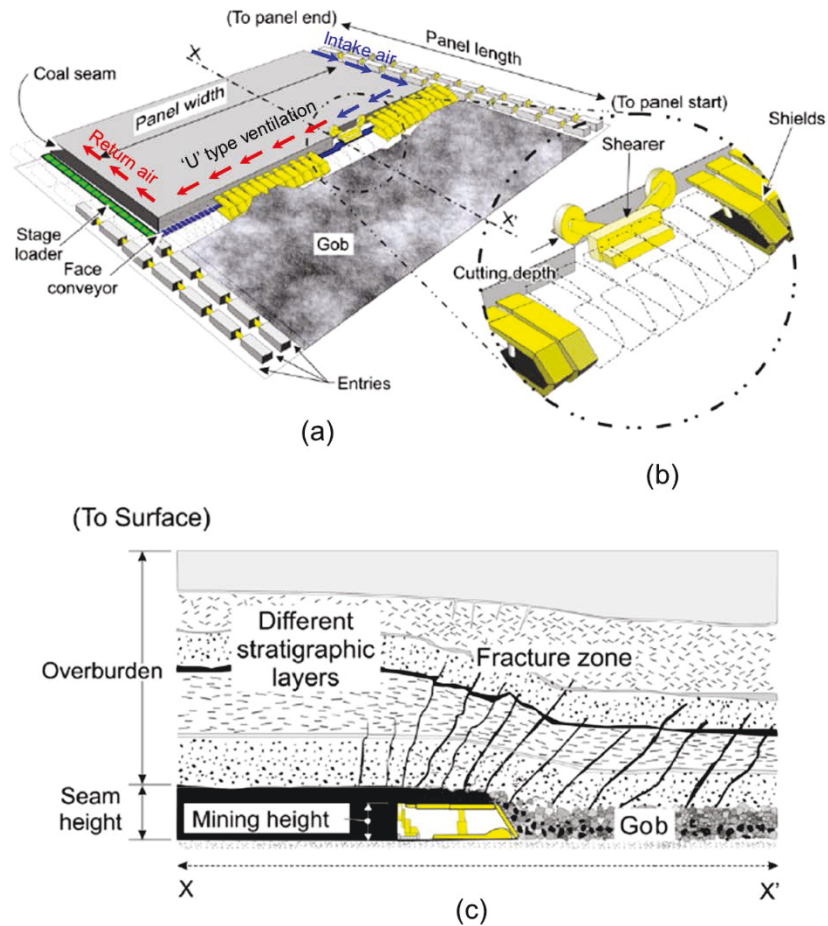 (To panel end)
X
Intake air
Panel length
Coal seam
Panel width
(To panel start)
Return air
'U' type ventilation
Shearer
Shields
Stage
loader
Face
conveyor
Gob
X'
Cutting depth
Entries
(a)
(b)
(To Surface)
Overburden
Different
stratigraphic
layers
Fracture zone
Seam
height
Mining height
Gob
X
X'
(c)